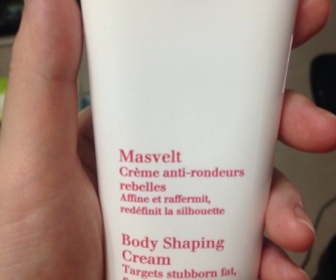 Masvelt
Crème anti-rondeurs
rebelles
Affine et raffermit,
redéfinit la silhouette
Body Shaping
Cream
Targets stubborn fat,